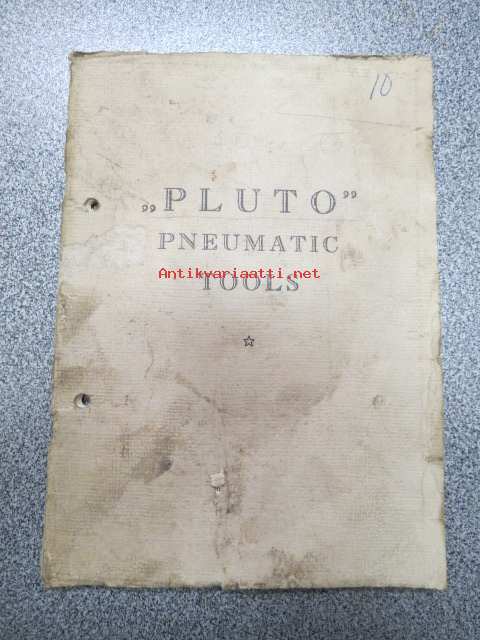 10
„PLUTO”
PNEUMATIC
Antikvariaatti.net
TOOLS